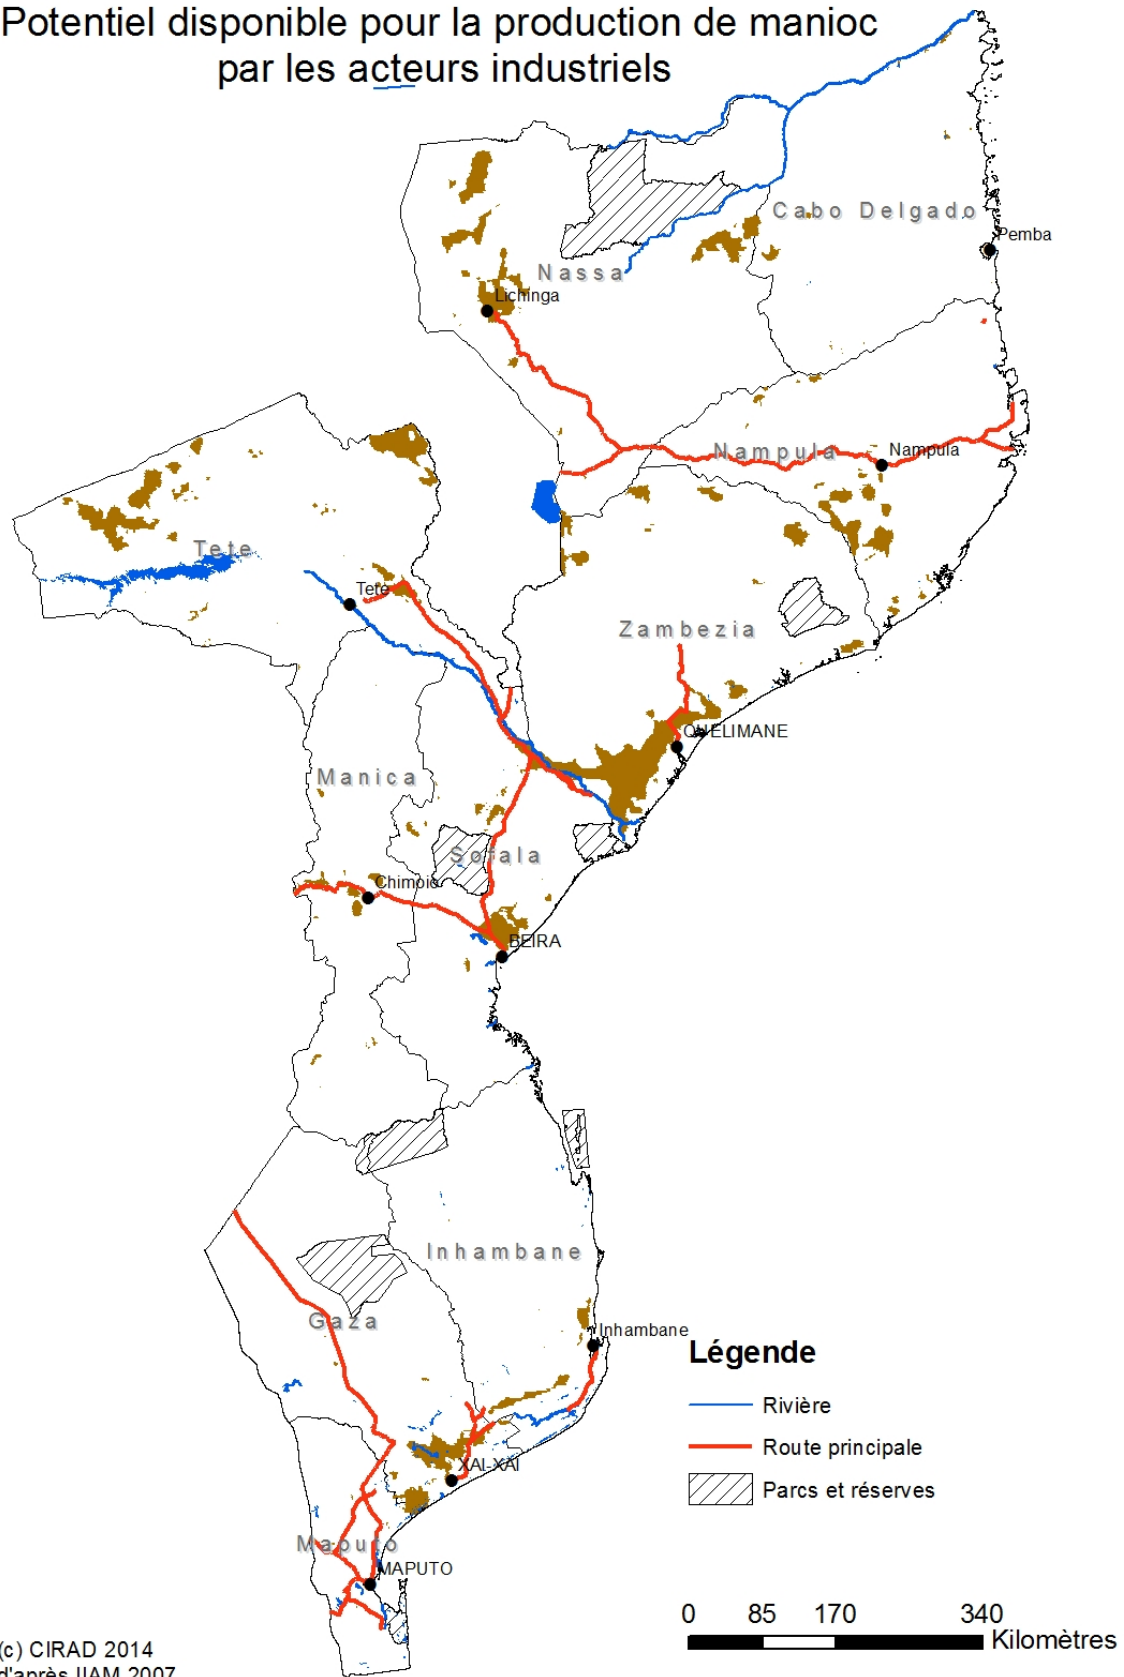 Potentiel disponible pour la production de manioc
par les acteurs industriels
Cabo Delgado
Pemba
Nassa
Lichinga
Nampula
Nampula
Tete
Tete
Zambezia
QUELIMANE
Manica
Sofala
Chimoio
BEIRA
Inhambane
Gaza
Inhambane
Légende
Rivière
XAI-XAI
Route principale
Parcs et réserves
Maputo
MAPUTO
0 85 170 340
Kilomètres
(c) CIRAD 2014
d'après IIAM 2007